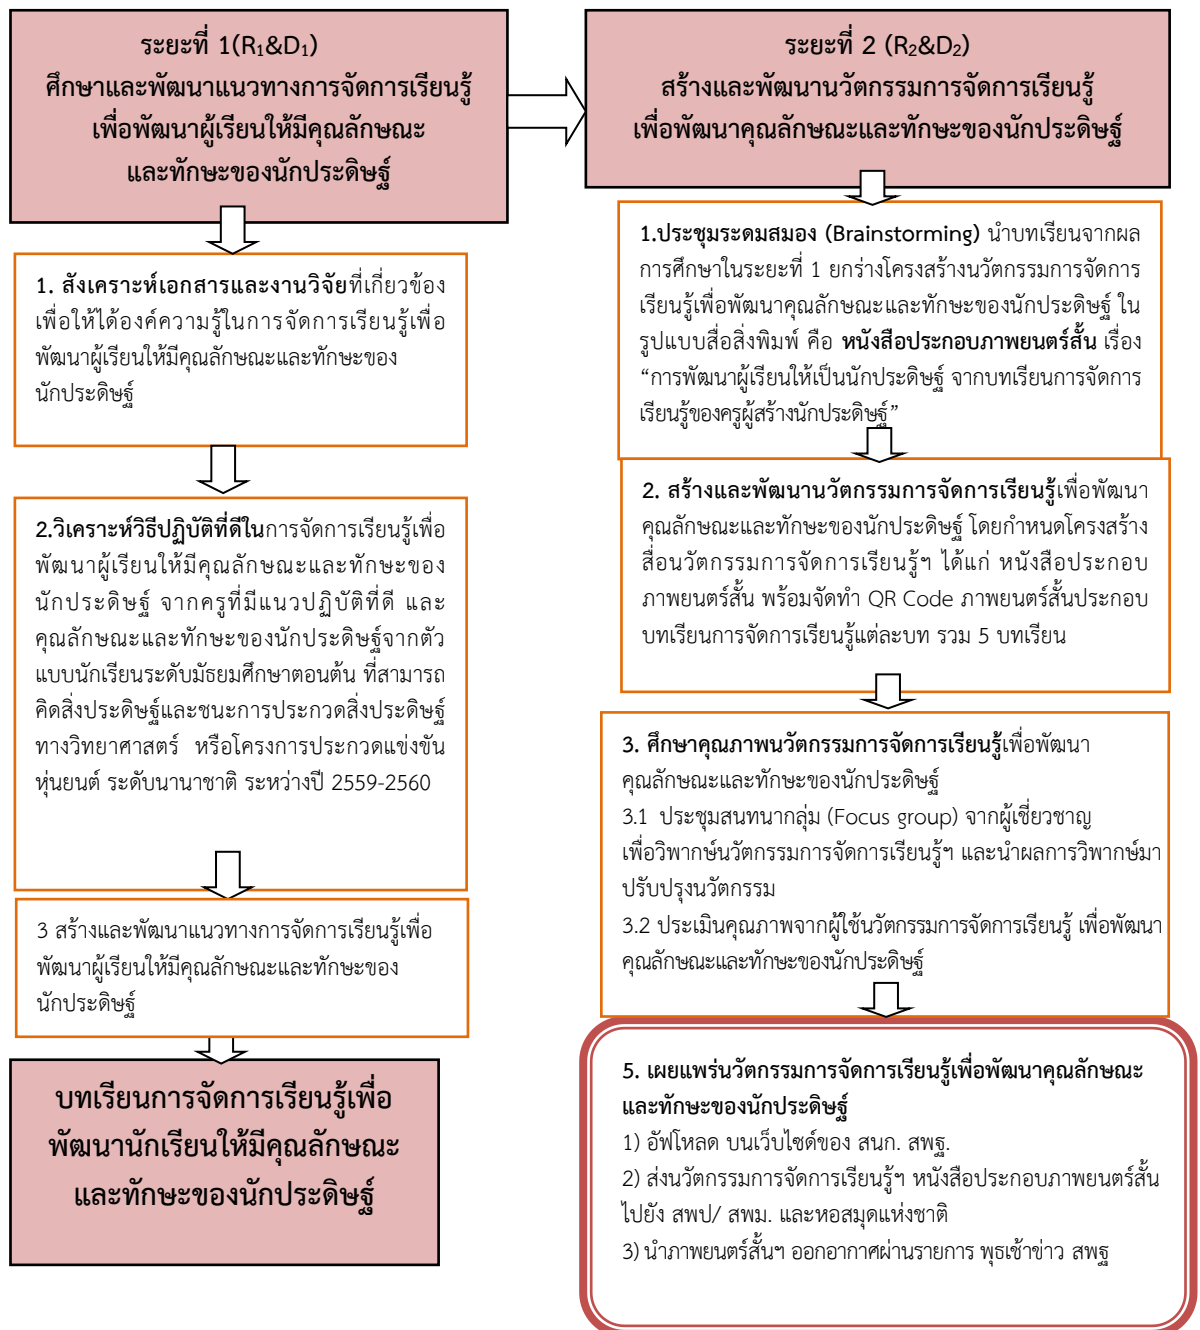 ระยะที่ 1(R₁&D₁)
ศึกษาและพัฒนาแนวทางการจัดการเรียนรู้
เพื่อพัฒนาผู้เรียนให้มีคุณลักษณะ
และทักษะของนักประดิษฐ์
1. สังเคราะห์เอกสารและงานวิจัยที่เกี่ยวข้อง
เพื่อให้ได้องค์ความรู้ในการจัดการเรียนรู้เพื่อ
พัฒนาผู้เรียนให้มีคุณลักษณะและทักษะของ
นักประดิษฐ์
2.วิเคราะห์วิธีปฏิบัติที่ดีในการจัดการเรียนรู้เพื่อ
พัฒนาผู้เรียนให้มีคุณลักษณะและทักษะของ
นักประดิษฐ์ จากครูที่มีแนวปฏิบัติที่ดี และ
คุณลักษณะและทักษะของนักประดิษฐ์จากตัว
แบบนักเรียนระดับมัธยมศึกษาตอนต้น ที่สามารถ
คิดสิ่งประดิษฐ์และชนะการประกวดสิ่งประดิษฐ์
ทางวิทยาศาสตร์ หรือโครงการประกวดแข่งขัน
หุ่นยนต์ ระดับนานาชาติ ระหว่างปี 2559-2560
3 สร้างและพัฒนาแนวทางการจัดการเรียนรู้เพื่อ
พัฒนาผู้เรียนให้มีคุณลักษณะและทักษะของ
นักประดิษฐ์
บทเรียนการจัดการเรียนรู้เพื่อ
พัฒนานักเรียนให้มีคุณลักษณะ
และทักษะของนักประดิษฐ์
ระยะที่ 2 (R₂&D₂)
สร้างและพัฒนานวัตกรรมการจัดการเรียนรู้
เพื่อพัฒนาคุณลักษณะและทักษะของนักประดิษฐ์
1.ประชุมระดมสมอง (Brainstorming) นำบทเรียนจากผล
การศึกษาในระยะที่ 1 ยกร่างโครงสร้างนวัตกรรมการจัดการ
เรียนรู้เพื่อพัฒนาคุณลักษณะและทักษะของนักประดิษฐ์ ใน
รูปแบบสื่อสิ่งพิมพ์ คือ หนังสือประกอบภาพยนตร์สั้น เรื่อง
“การพัฒนาผู้เรียนให้เป็นนักประดิษฐ์ จากบทเรียนการจัดการ
เรียนรู้ของครูผู้สร้างนักประดิษฐ์”
2. สร้างและพัฒนานวัตกรรมการจัดการเรียนรู้เพื่อพัฒนา
คุณลักษณะและทักษะของนักประดิษฐ์ โดยกำหนดโครงสร้าง
สื่อนวัตกรรมการจัดการเรียนรู้ฯ ได้แก่ หนังสือประกอบ
ภาพยนตร์สั้น พร้อมจัดทำ QR Code ภาพยนตร์สั้นประกอบ
บทเรียนการจัดการเรียนรู้แต่ละบท รวม 5 บทเรียน
3. ศึกษาคุณภาพนวัตกรรมการจัดการเรียนรู้เพื่อพัฒนา
คุณลักษณะและทักษะของนักประดิษฐ์
3.1 ประชุมสนทนากลุ่ม (Focus group) จากผู้เชี่ยวชาญ
เพื่อวิพากษ์นวัตกรรมการจัดการเรียนรู้ฯ และนำผลการวิพากษ์มา
ปรับปรุงนวัตกรรม
3.2 ประเมินคุณภาพจากผู้ใช้นวัตกรรมการจัดการเรียนรู้ เพื่อพัฒนา
คุณลักษณะและทักษะของนักประดิษฐ์
5. เผยแพร่นวัตกรรมการจัดการเรียนรู้เพื่อพัฒนาคุณลักษณะ
และทักษะของนักประดิษฐ์
1) อัฟโหลด บนเว็บไซด์ของ สนก. สพฐ.
2) ส่งนวัตกรรมการจัดการเรียนรู้ฯ หนังสือประกอบภาพยนตร์สั้น
ไปยัง สพป/ สพม. และหอสมุดแห่งชาติ
3) นำภาพยนตร์สั้นฯ ออกอากาศผ่านรายการ พุธเช้าข่าว สพฐ